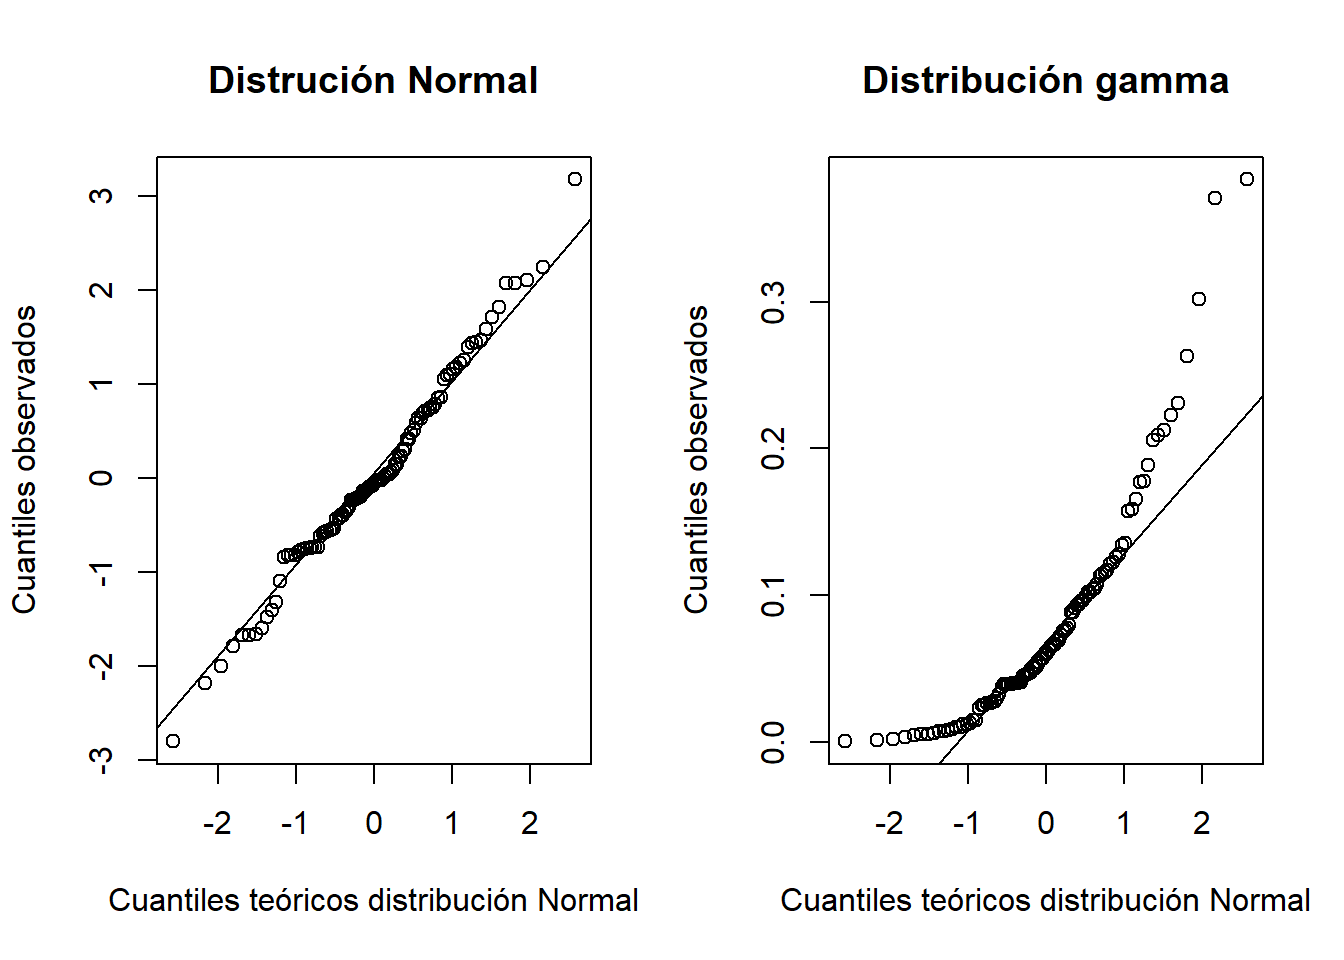 Distrución Normal
Cuantiles observados
3
2
1
0
-1
-2
-3
-2 -1 0 1 2
Cuantiles teóricos distribución Normal
Distribución gamma
Cuantiles observados
0.3
0.2
0.1
0.0
-2 -1 0 1 2
Cuantiles teóricos distribución Normal